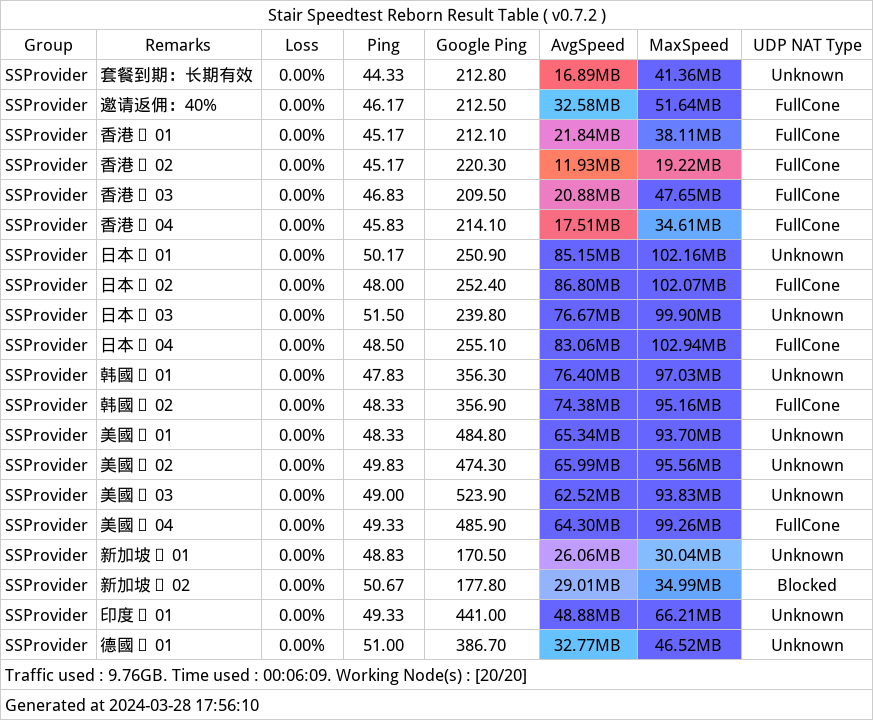 Stair Speedtest Reborn Result Table ( v0.7.2 )
Group Remarks Loss Ping Google Ping AvgSpeed MaxSpeed UDP NAT Type
SSProvider 套餐到期：长期有效 0.00% 44.33 212.80 16.89MB 41.36MB Unknown
SSProvider 邀请返佣：40% 0.00% 46.17 212.50 32.58MB 51.64MB FullCone
SSProvider 香港 01 0.00% 45.17 212.10 21.84MB 38.11MB FullCone
SSProvider 香港 02 0.00% 45.17 220.30 11.93MB 19.22MB FullCone
SSProvider 香港 03 0.00% 46.83 209.50 20.88MB 47.65MB FullCone
SSProvider 香港 04 0.00% 45.83 214.10 17.51MB 34.61MB FullCone
SSProvider 日本 01 0.00% 50.17 250.90 85.15MB 102.16MB Unknown
SSProvider 日本 02 0.00% 48.00 252.40 86.80MB 102.07MB FullCone
SSProvider 日本 03 0.00% 51.50 239.80 76.67MB 99.90MB Unknown
SSProvider 日本 04 0.00% 48.50 255.10 83.06MB 102.94MB FullCone
SSProvider 韩國 01 0.00% 47.83 356.30 76.40MB 97.03MB Unknown
SSProvider 韩國 02 0.00% 48.33 356.90 74.38MB 95.16MB FullCone
SSProvider 美國 01 0.00% 48.33 484.80 65.34MB 93.70MB Unknown
SSProvider 美國 02 0.00% 49.83 474.30 65.99MB 95.56MB Unknown
SSProvider 美國 03 0.00% 49.00 523.90 62.52MB 93.83MB Unknown
SSProvider 美國 04 0.00% 49.33 485.90 64.30MB 99.26MB FullCone
SSProvider 新加坡 01 0.00% 48.83 170.50 26.06MB 30.04MB Unknown
SSProvider 新加坡 02 0.00% 50.67 177.80 29.01MB 34.99MB Blocked
SSProvider 印度 01 0.00% 49.33 441.00 48.88MB 66.21MB Unknown
SSProvider 德國 01 0.00% 51.00 386.70 32.77MB 46.52MB Unknown
Traffic used : 9.76GB. Time used : 00:06:09. Working Node(s) : [20/20]
Generated at 2024-03-28 17:56:10